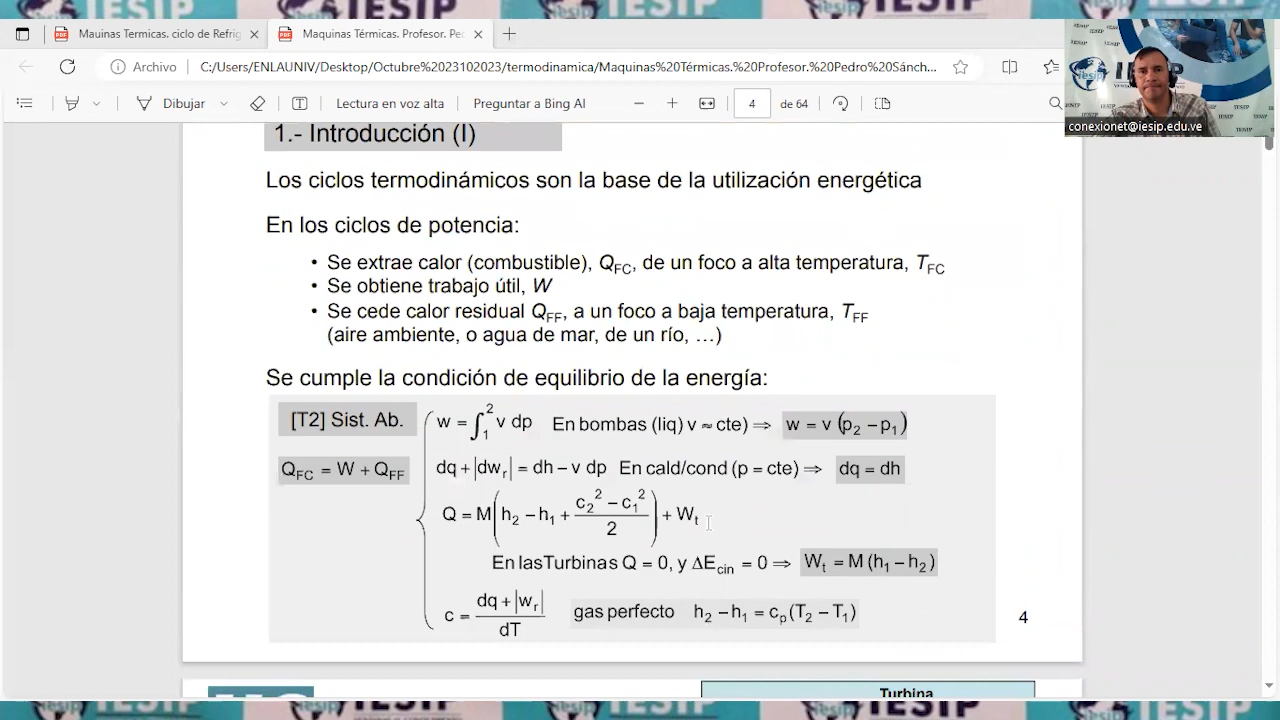 IESIP
Mauinas Termicas. ciclo de Refrig
Maquinas Térmicas. Profesor. Pe
Archivo
C:/Users/ENLAUNIV/Desktop/Octubre%2023102023/termodinamica/Maquinas%20Térmicas.%20Profesor.%20Pedro%20Sánch...
Dibujar
Lectura en voz alta
Preguntar a Bing AI
4
de 64
conexionet@iesip.edu.ve
1.- Introducción (I)
Los ciclos termodinámicos son la base de la utilización energética
En los ciclos de potencia:
• Se extrae calor (combustible), Q_FC, de un foco a alta temperatura, T_FC
• Se obtiene trabajo útil, W
• Se cede calor residual Q_FF, a un foco a baja temperatura, T_FF
(aire ambiente, o agua de mar, de un río, …)
Se cumple la condición de equilibrio de la energía:
[T2] Sist. Ab.
w = ∫₁² v dp En bombas (liq) v ≈ cte) ⇒ w = v (p₂ − p₁)
Q_FC = W + Q_FF
dq + |dw_r| = dh − v dp En cald/cond (p = cte) ⇒ dq = dh
Q = M(h₂ − h₁ + (c₂² − c₁²)/2) + W_t
En lasTurbinas Q = 0, y ΔE_cin = 0 ⇒ W_t = M (h₁ − h₂)
c = (dq + |w_r|)/dT gas perfecto h₂ − h₁ = c_p (T₂ − T₁)
4
Turbina
IESIP